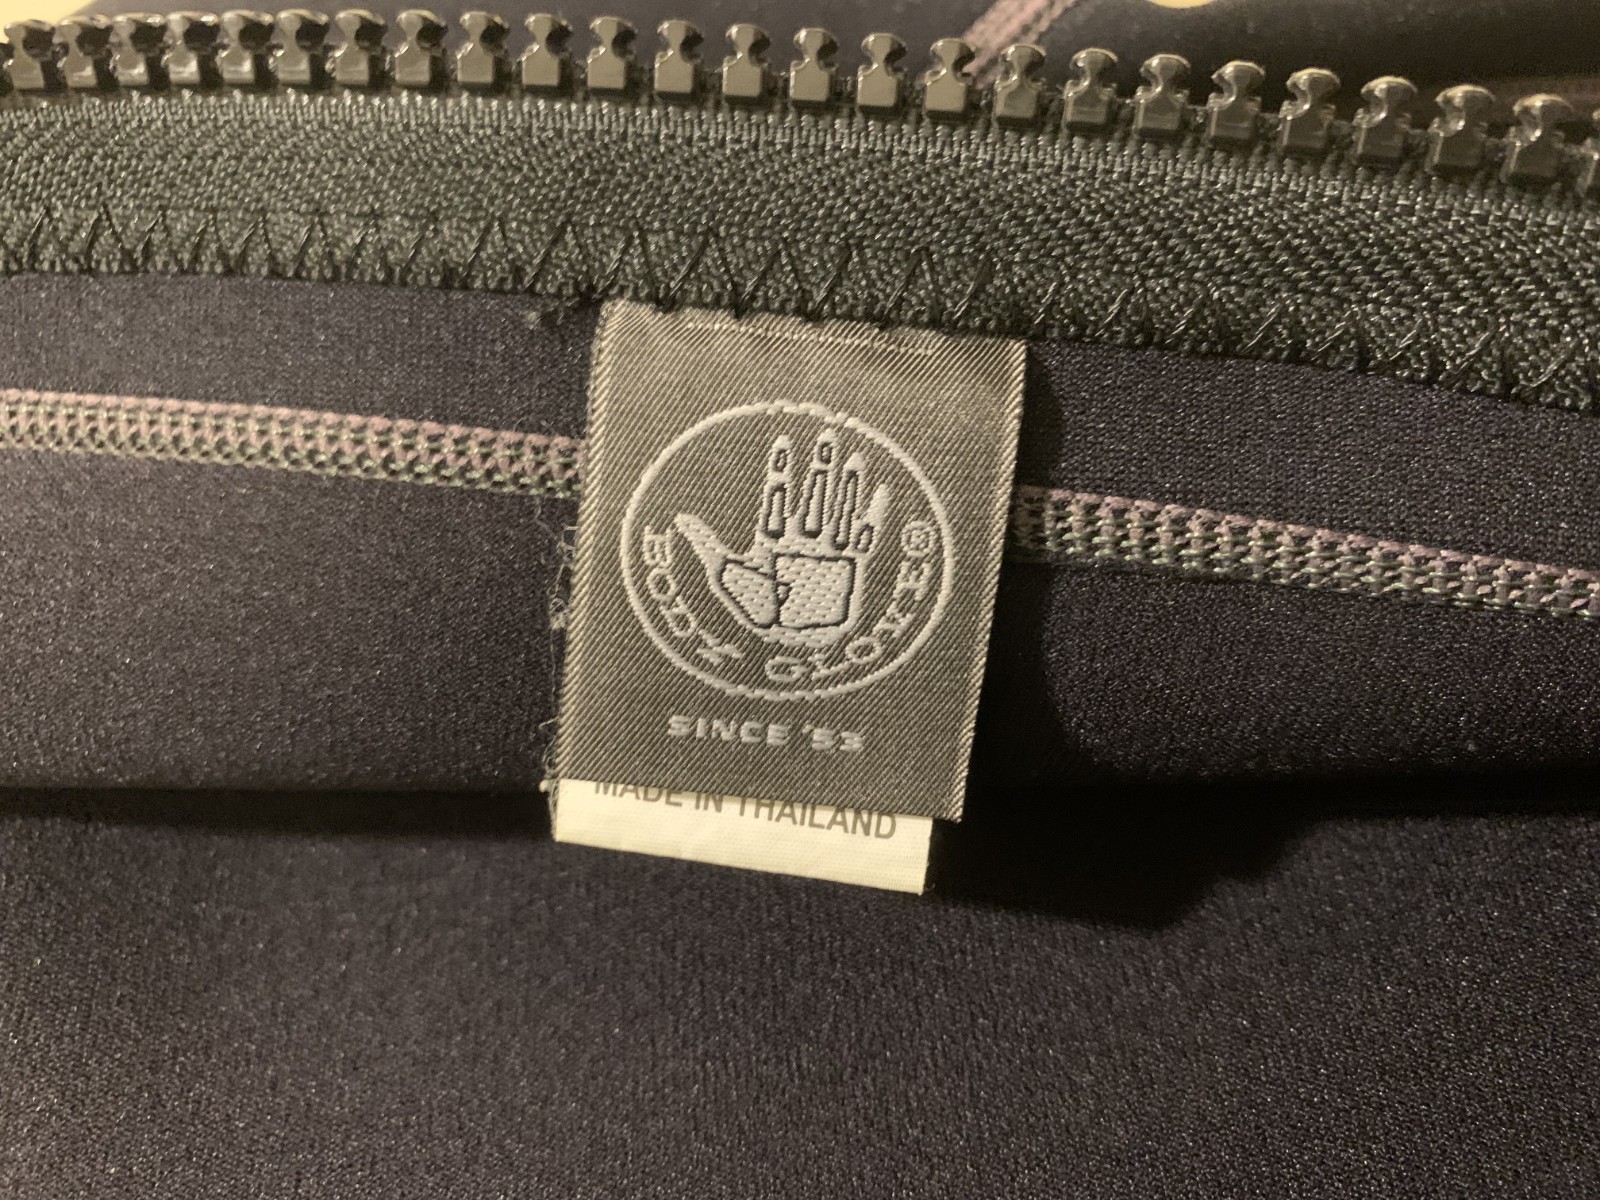 BODY GLOVE®
SINCE '53
MADE IN THAILAND